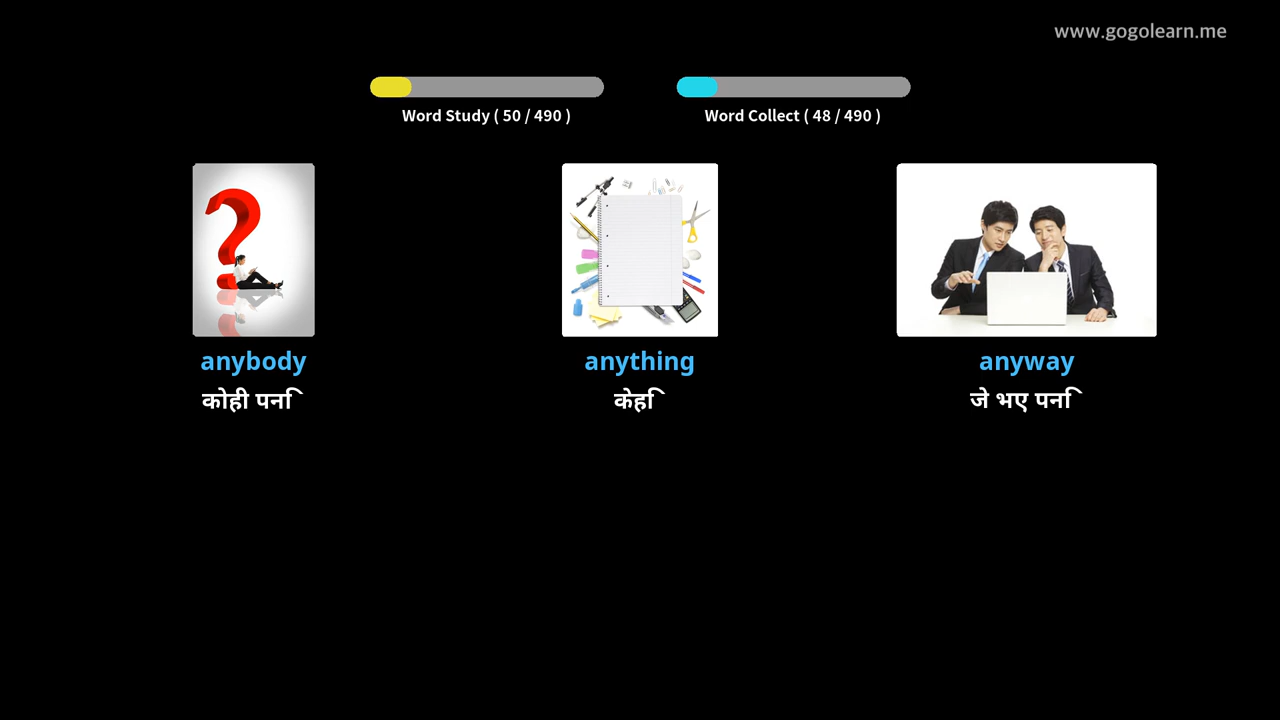 www.gogolearn.me
Word Study ( 50 / 490 )
Word Collect ( 48 / 490 )
anybody
anything
anyway
कोही पनि
केहि
जे भए पनि